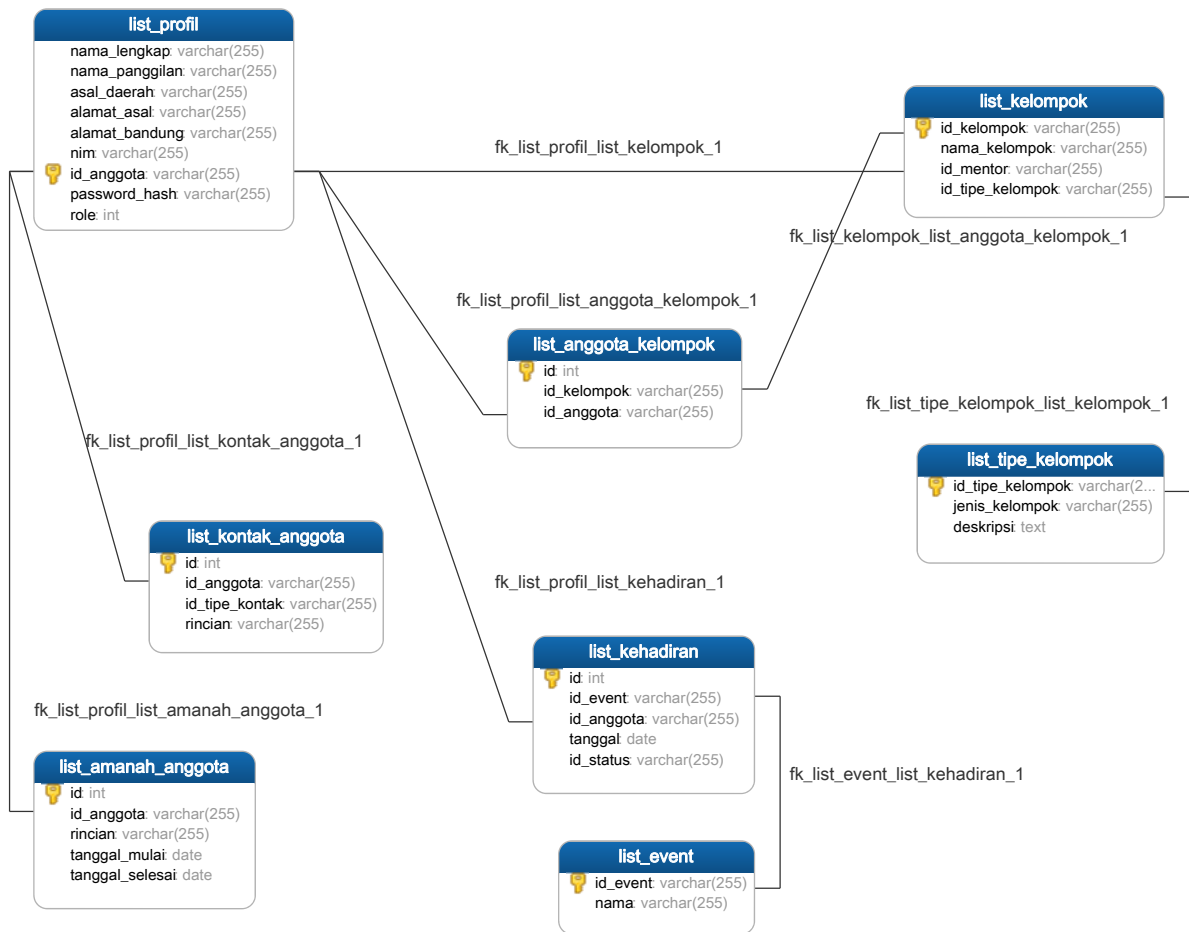 list_profil
nama_lengkap: varchar(255)
nama_panggilan: varchar(255)
asal_daerah: varchar(255)
alamat_asal: varchar(255)
alamat_bandung: varchar(255)
nim: varchar(255)
id_anggota: varchar(255)
password_hash: varchar(255)
role: int
list_kelompok
id_kelompok: varchar(255)
nama_kelompok: varchar(255)
id_mentor: varchar(255)
id_tipe_kelompok: varchar(255)
fk_list_profil_list_kelompok_1
fk_list_kelompok_list_anggota_kelompok_1
fk_list_profil_list_anggota_kelompok_1
list_anggota_kelompok
id: int
id_kelompok: varchar(255)
id_anggota: varchar(255)
fk_list_tipe_kelompok_list_kelompok_1
fk_list_profil_list_kontak_anggota_1
list_tipe_kelompok
id_tipe_kelompok: varchar(2...
jenis_kelompok: varchar(255)
deskripsi: text
list_kontak_anggota
id: int
id_anggota: varchar(255)
id_tipe_kontak: varchar(255)
rincian: varchar(255)
fk_list_profil_list_kehadiran_1
list_kehadiran
id: int
id_event: varchar(255)
id_anggota: varchar(255)
tanggal: date
id_status: varchar(255)
fk_list_profil_list_amanah_anggota_1
list_amanah_anggota
id: int
id_anggota: varchar(255)
rincian: varchar(255)
tanggal_mulai: date
tanggal_selesai: date
fk_list_event_list_kehadiran_1
list_event
id_event: varchar(255)
nama: varchar(255)